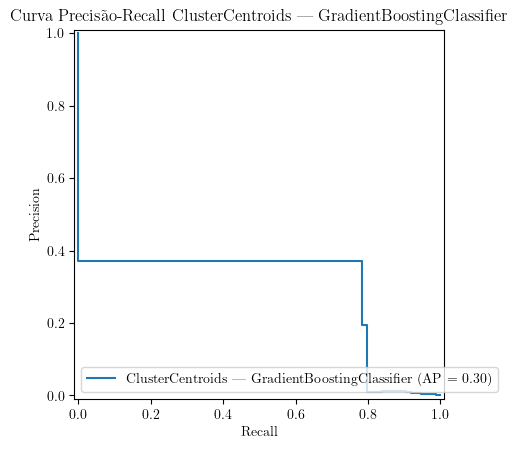 Curva Precisão-Recall ClusterCentroids — GradientBoostingClassifier
1.0
0.8
0.6
0.4
0.2
0.0
Precision
ClusterCentroids — GradientBoostingClassifier (AP = 0.30)
0.0 0.2 0.4 0.6 0.8 1.0
Recall